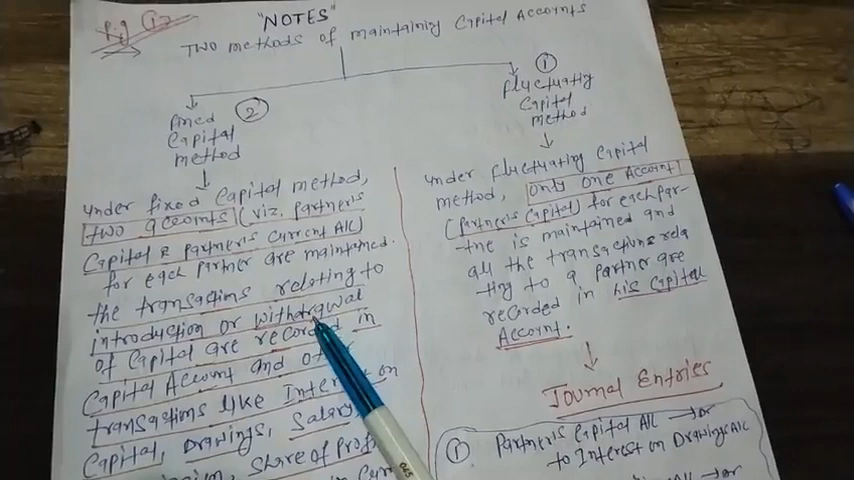 "NOTES"
Two methods of maintaining Capital Accounts
②
fixed
Capital
method
under fixed Capital method,
two accounts (viz. Partner's
Capital & Partner's Current A/c)
for each Partner are maintained.
the transactions relating to
introduction or withdrawal
of Capital are recorded in
Capital Account and
transactions like Interest on
Capital, Drawings, Salary,
Share of Profit
①
fluctuating
Capital
method
under fluctuating Capital
method, only one Account
(Partner's Capital) for each par-
tne is maintained and
all the transactions rela
ting to a Partner are
recorded in his Capital
Account.
Journal Entries
① Partner's Capital A/c → Dr
to Interest on Drawings A/c